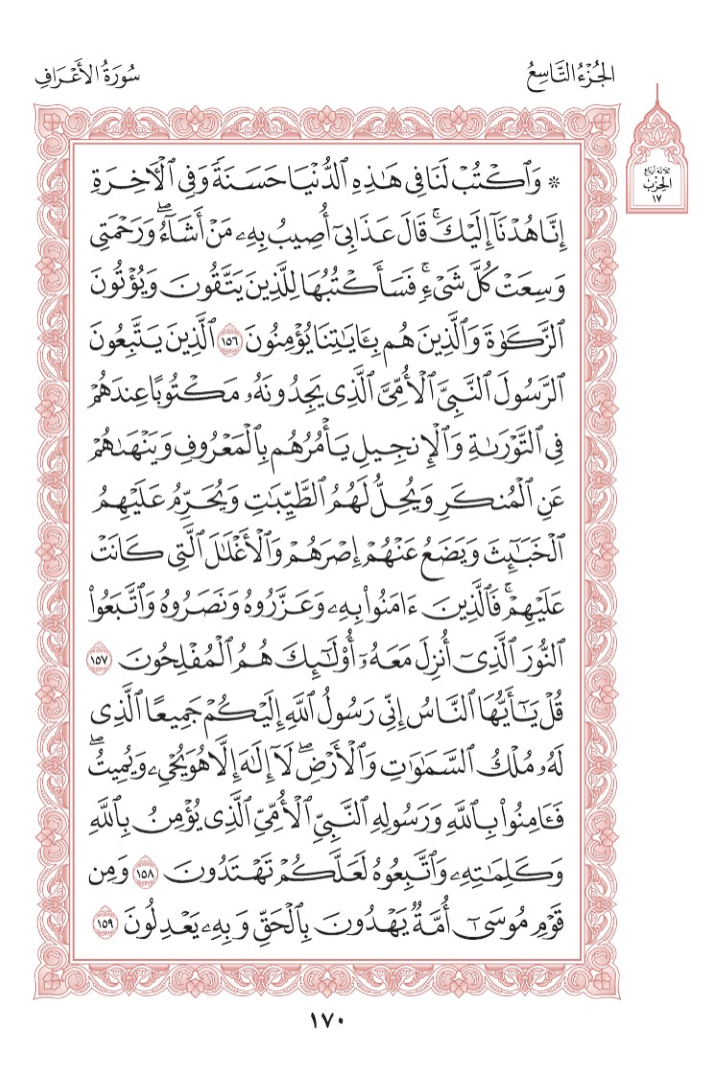 الجُزْءُ التَّاسِعُ
سُورَةُ الأَعْرَافِ
ثلاثة أرباع
الحِزْب
١٧
۞ وَٱكۡتُبۡ لَنَا فِي هَٰذِهِ ٱلدُّنۡيَا حَسَنَةٗ وَفِي ٱلۡأٓخِرَةِ
إِنَّا هُدۡنَآ إِلَيۡكَۚ قَالَ عَذَابِيٓ أُصِيبُ بِهِۦ مَنۡ أَشَآءُۖ وَرَحۡمَتِي
وَسِعَتۡ كُلَّ شَيۡءٖۚ فَسَأَكۡتُبُهَا لِلَّذِينَ يَتَّقُونَ وَيُؤۡتُونَ
ٱلزَّكَوٰةَ وَٱلَّذِينَ هُم بِـَٔايَٰتِنَا يُؤۡمِنُونَ ١٥٦ ٱلَّذِينَ يَتَّبِعُونَ
ٱلرَّسُولَ ٱلنَّبِيَّ ٱلۡأُمِّيَّ ٱلَّذِي يَجِدُونَهُۥ مَكۡتُوبًا عِندَهُمۡ
فِي ٱلتَّوۡرَىٰةِ وَٱلۡإِنجِيلِ يَأۡمُرُهُم بِٱلۡمَعۡرُوفِ وَيَنۡهَىٰهُمۡ
عَنِ ٱلۡمُنكَرِ وَيُحِلُّ لَهُمُ ٱلطَّيِّبَٰتِ وَيُحَرِّمُ عَلَيۡهِمُ
ٱلۡخَبَٰٓئِثَ وَيَضَعُ عَنۡهُمۡ إِصۡرَهُمۡ وَٱلۡأَغۡلَٰلَ ٱلَّتِي كَانَتۡ
عَلَيۡهِمۡۚ فَٱلَّذِينَ ءَامَنُواْ بِهِۦ وَعَزَّرُوهُ وَنَصَرُوهُ وَٱتَّبَعُواْ
ٱلنُّورَ ٱلَّذِيٓ أُنزِلَ مَعَهُۥٓ أُوْلَٰٓئِكَ هُمُ ٱلۡمُفۡلِحُونَ ١٥٧
قُلۡ يَٰٓأَيُّهَا ٱلنَّاسُ إِنِّي رَسُولُ ٱللَّهِ إِلَيۡكُمۡ جَمِيعًا ٱلَّذِي
لَهُۥ مُلۡكُ ٱلسَّمَٰوَٰتِ وَٱلۡأَرۡضِۖ لَآ إِلَٰهَ إِلَّا هُوَ يُحۡيِۦ وَيُمِيتُۖ
فَـَٔامِنُواْ بِٱللَّهِ وَرَسُولِهِ ٱلنَّبِيِّ ٱلۡأُمِّيِّ ٱلَّذِي يُؤۡمِنُ بِٱللَّهِ
وَكَلِمَٰتِهِۦ وَٱتَّبِعُوهُ لَعَلَّكُمۡ تَهۡتَدُونَ ١٥٨ وَمِن
قَوۡمِ مُوسَىٰٓ أُمَّةٞ يَهۡدُونَ بِٱلۡحَقِّ وَبِهِۦ يَعۡدِلُونَ ١٥٩
١٧٠